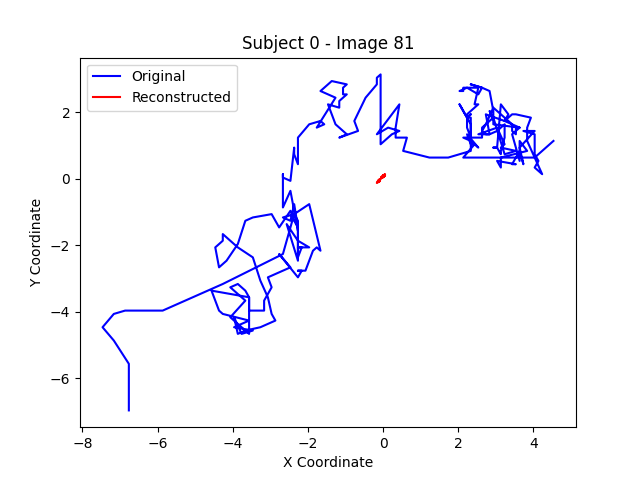 Subject 0 - Image 81
Original
Reconstructed
Y Coordinate
2
0
−2
−4
−6
−8
−6
−4
−2
0
2
4
X Coordinate